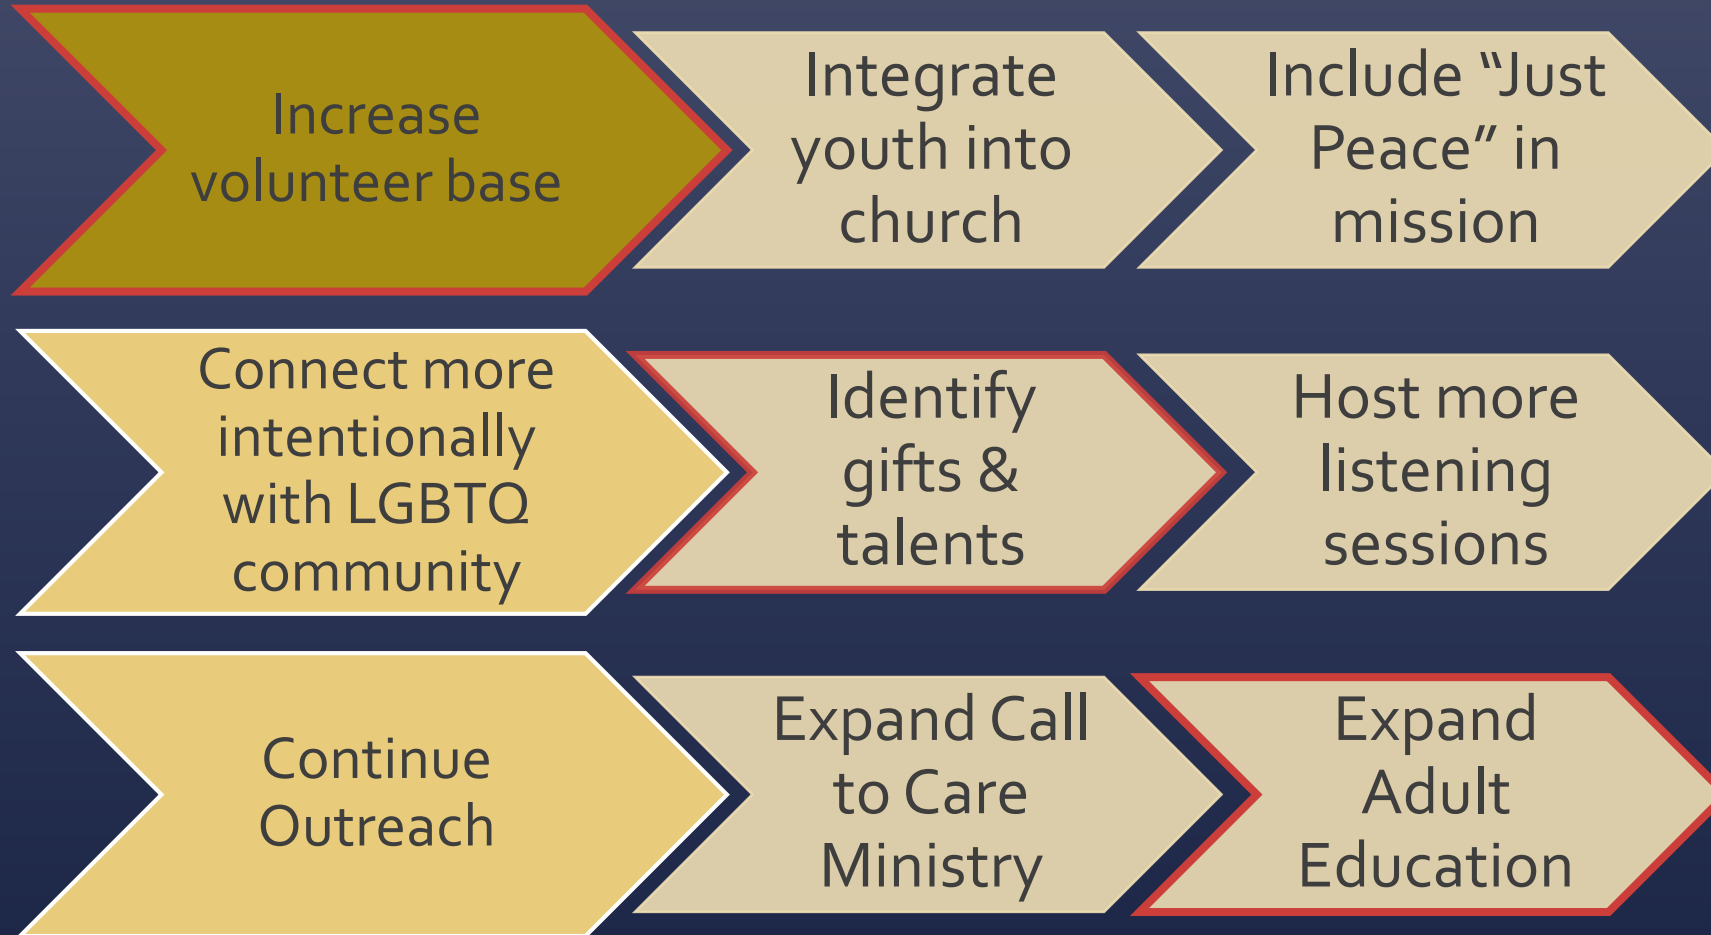 Increase
volunteer base
Integrate
youth into
church
Include “Just
Peace” in
mission
Connect more
intentionally
with LGBTQ
community
Identify
gifts &
talents
Host more
listening
sessions
Continue
Outreach
Expand Call
to Care
Ministry
Expand
Adult
Education